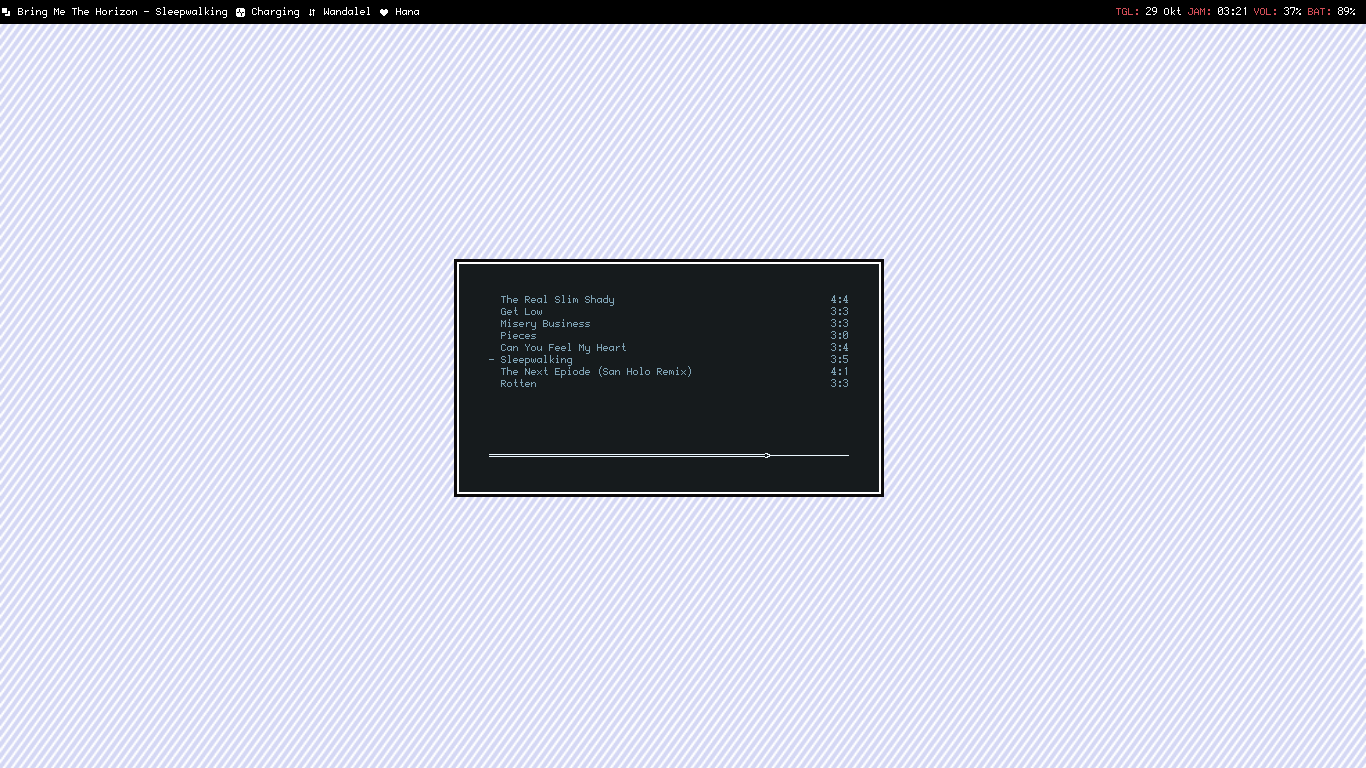 Bring Me The Horizon - Sleepwalking Charging Wandalel Hana TGL: 29 Okt JAM: 03:21 VOL: 37% BAT: 89%
The Real Slim Shady 4:4
Get Low 3:3
Misery Business 3:3
Pieces 3:0
Can You Feel My Heart 3:4
- Sleepwalking 3:5
The Next Epiode (San Holo Remix) 4:1
Rotten 3:3